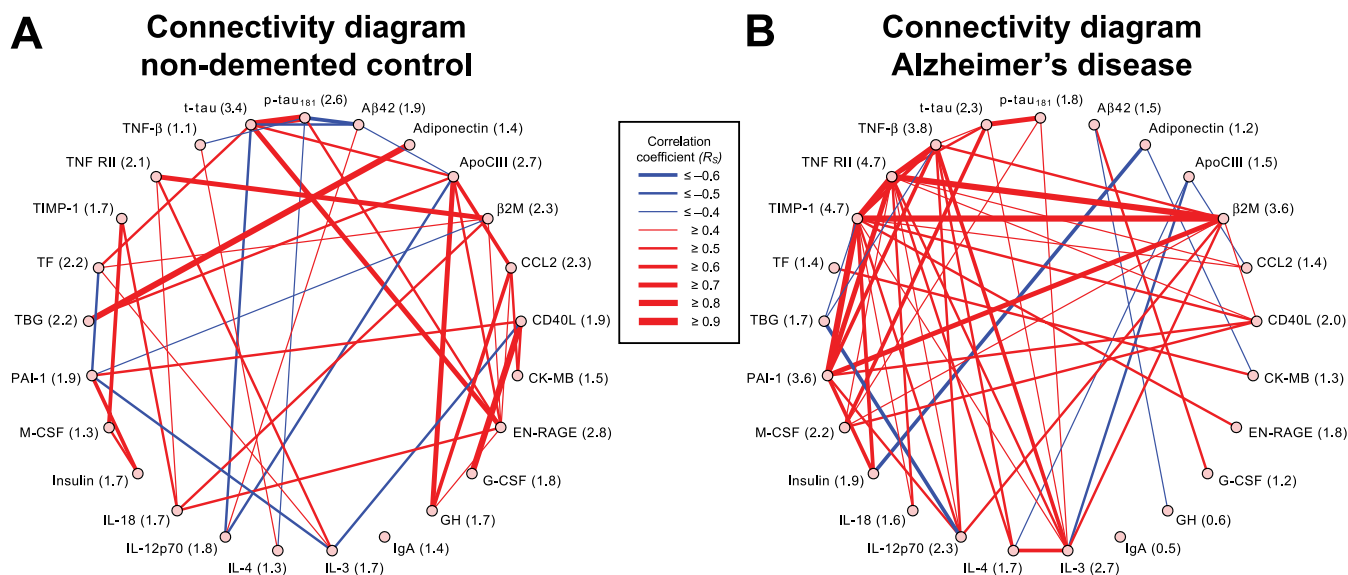 A
Connectivity diagram
non-demented control
t-tau (3.4)
p-tau₁₈₁ (2.6)
Aβ42 (1.9)
TNF-β (1.1)
Adiponectin (1.4)
TNF RII (2.1)
ApoCIII (2.7)
TIMP-1 (1.7)
β2M (2.3)
TF (2.2)
CCL2 (2.3)
TBG (2.2)
CD40L (1.9)
PAI-1 (1.9)
CK-MB (1.5)
M-CSF (1.3)
EN-RAGE (2.8)
Insulin (1.7)
G-CSF (1.8)
IL-18 (1.7)
GH (1.7)
IL-12p70 (1.8)
IgA (1.4)
IL-4 (1.3)
IL-3 (1.7)
Correlation
coefficient (R_S)
≤ –0.6
≤ –0.5
≤ –0.4
≥ 0.4
≥ 0.5
≥ 0.6
≥ 0.7
≥ 0.8
≥ 0.9
B
Connectivity diagram
Alzheimer's disease
t-tau (2.3)
p-tau₁₈₁ (1.8)
Aβ42 (1.5)
TNF-β (3.8)
Adiponectin (1.2)
TNF RII (4.7)
ApoCIII (1.5)
TIMP-1 (4.7)
β2M (3.6)
TF (1.4)
CCL2 (1.4)
TBG (1.7)
CD40L (2.0)
PAI-1 (3.6)
CK-MB (1.3)
M-CSF (2.2)
EN-RAGE (1.8)
Insulin (1.9)
G-CSF (1.2)
IL-18 (1.6)
GH (0.6)
IL-12p70 (2.3)
IgA (0.5)
IL-4 (1.7)
IL-3 (2.7)